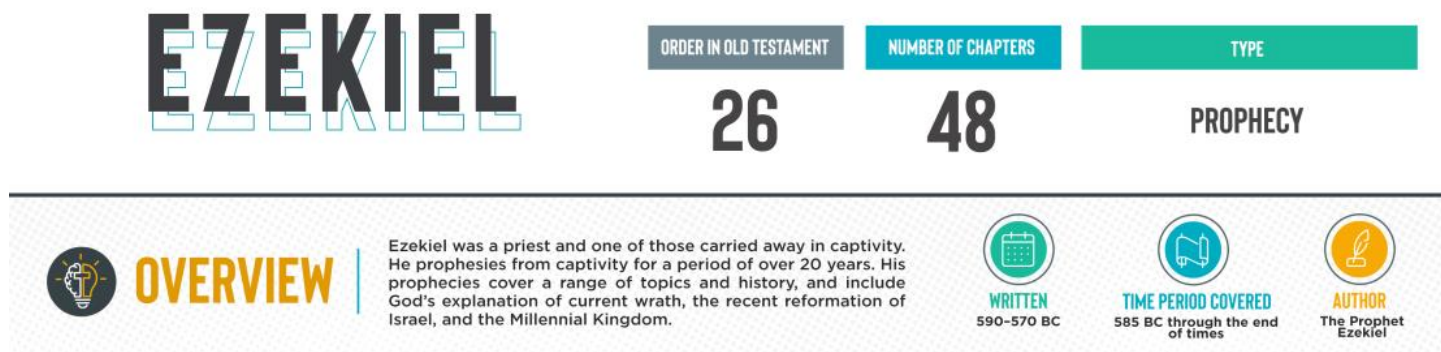 EZEKIEL
ORDER IN OLD TESTAMENT
26
NUMBER OF CHAPTERS
48
TYPE
PROPHECY
OVERVIEW
Ezekiel was a priest and one of those carried away in captivity.
He prophesies from captivity for a period of over 20 years. His
prophecies cover a range of topics and history, and include
God's explanation of current wrath, the recent reformation of
Israel, and the Millennial Kingdom.
WRITTEN
590–570 BC
TIME PERIOD COVERED
585 BC through the end
of times
AUTHOR
The Prophet
Ezekiel